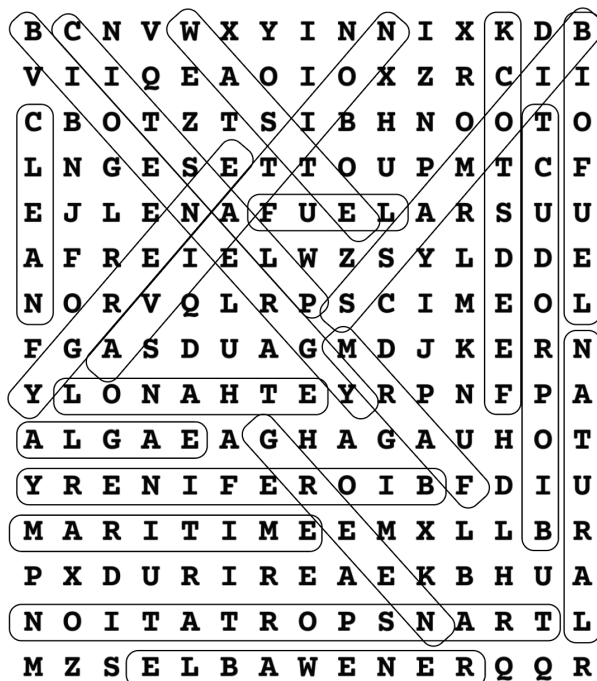 B C N V W X Y I N N I X K D B
V I I Q E A O I O X Z R C I I
C B O T Z T S I B H N O O T O
L N G E S E T T O U P M T C F
E J L E N A F U E L A R S U U
A F R E I E L W Z S Y L D D E
N O R V Q L R P S C I M E O L
F G A S D U A G M D J K E R N
Y L O N A H T E Y R P N F P A
A L G A E A G H A G A U H O T
Y R E N I F E R O I B F D I U
M A R I T I M E E M X L L B R
P X D U R I R E A E K B H U A
N O I T A T R O P S N A R T L
M Z S E L B A W E N E R Q Q R